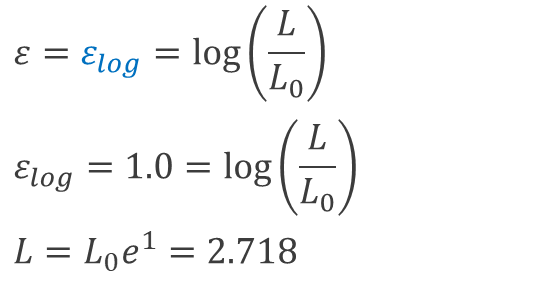 ε = ε_log = log(L/L₀)
ε_log = 1.0 = log(L/L₀)
L = L₀e¹ = 2.718